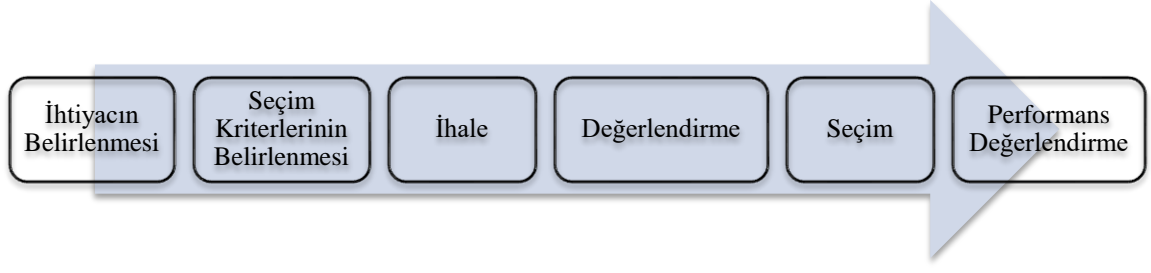 İhtiyacın
Belirlenmesi
Seçim
Kriterlerinin
Belirlenmesi
İhale
Değerlendirme
Seçim
Performans
Değerlendirme